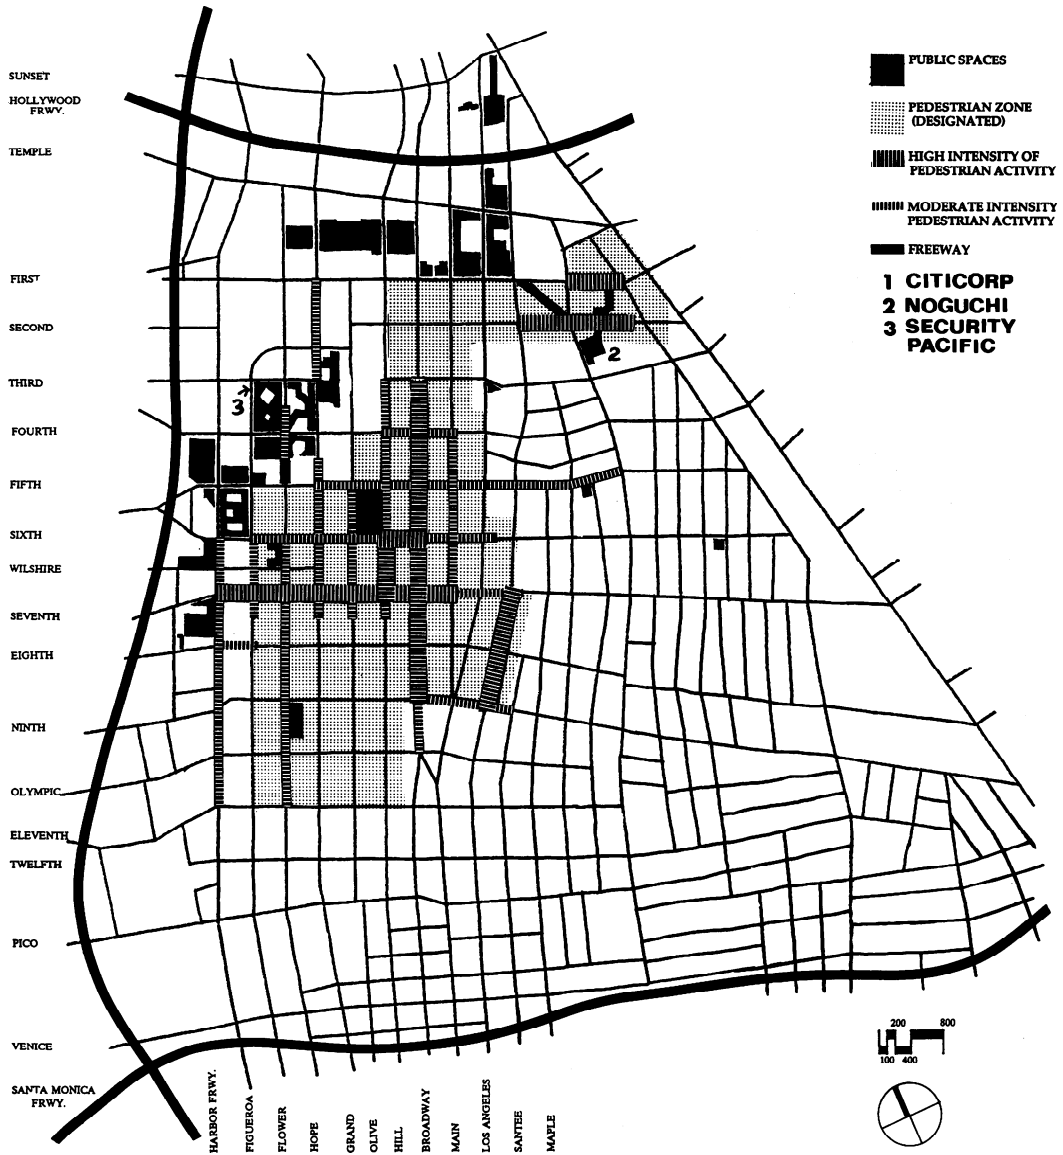 SUNSET
HOLLYWOOD
FRWY.
TEMPLE
FIRST
SECOND
THIRD
FOURTH
FIFTH
SIXTH
WILSHIRE
SEVENTH
EIGHTH
NINTH
OLYMPIC
ELEVENTH
TWELFTH
PICO
VENICE
SANTA MONICA
FRWY.
PUBLIC SPACES
PEDESTRIAN ZONE
(DESIGNATED)
HIGH INTENSITY OF
PEDESTRIAN ACTIVITY
MODERATE INTENSITY
PEDESTRIAN ACTIVITY
FREEWAY
1 CITICORP
2 NOGUCHI
3 SECURITY
PACIFIC
2
3
1
200 800
100 400
HARBOR FRWY.
FIGUEROA
FLOWER
HOPE
GRAND
OLIVE
HILL
BROADWAY
MAIN
LOS ANGELES
SANTEE
MAPLE